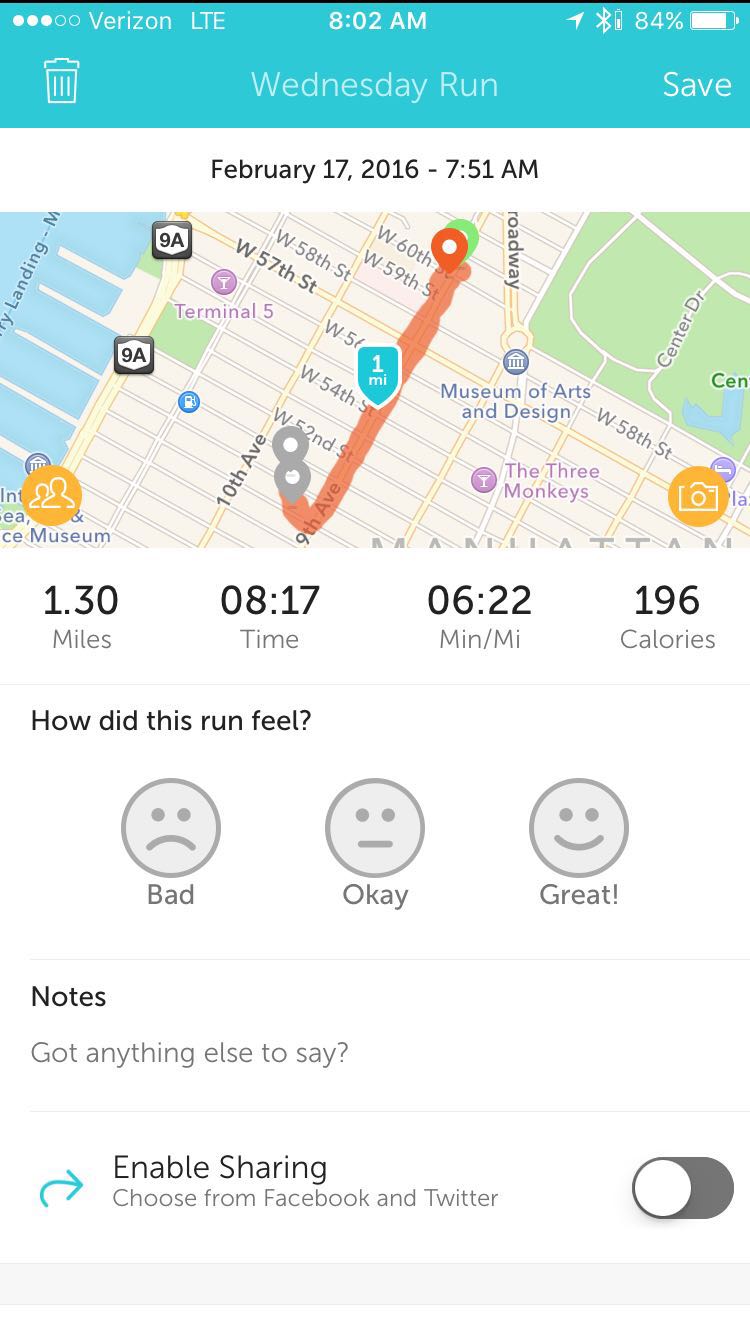 Verizon LTE 8:02 AM 84%
Wednesday Run Save
February 17, 2016 - 7:51 AM
9A
W 57th St
W 58th St
W 60th
W 59th St
roadway
Terminal 5
9A
W 56
1
mi
W 54th St
W 52nd St
10th Ave
9th Ave
Museum of Arts
and Design
Center Dr
Cen
W 58th St
The Three
Monkeys
Int
Sea, &
ce Museum
MANHATTAN
1.30 08:17 06:22 196
Miles Time Min/Mi Calories
How did this run feel?
Bad Okay Great!
Notes
Got anything else to say?
Enable Sharing
Choose from Facebook and Twitter